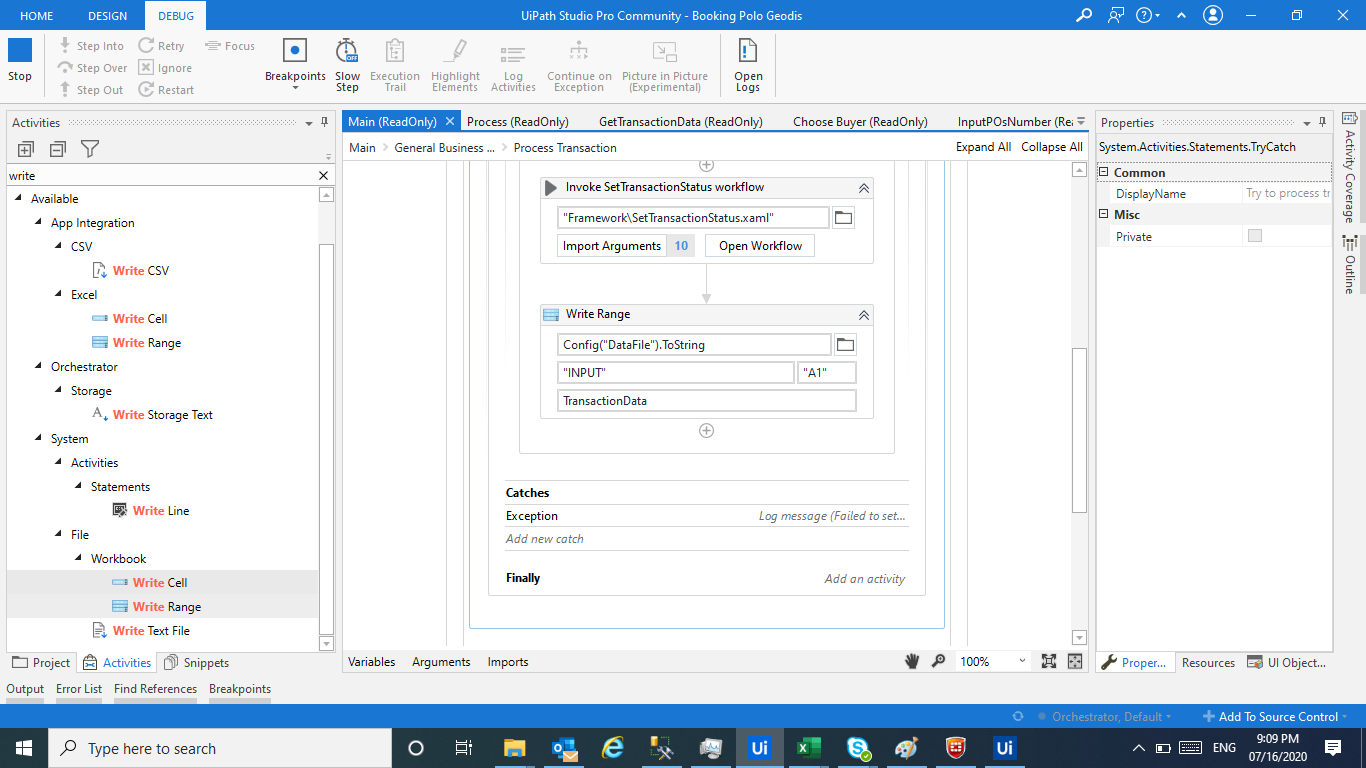 HOME DESIGN DEBUG UiPath Studio Pro Community - Booking Polo Geodis
Stop
Step Into
Step Over
Step Out
Retry
Ignore
Restart
Focus
Breakpoints
Slow
Step
OFF
Execution
Trail
Highlight
Elements
Log
Activities
Continue on
Exception
Picture in Picture
(Experimental)
Open
Logs
Activities
write
Available
App Integration
CSV
Write CSV
Excel
Write Cell
Write Range
Orchestrator
Storage
Write Storage Text
System
Activities
Statements
Write Line
File
Workbook
Write Cell
Write Range
Write Text File
Project Activities Snippets
Main (ReadOnly) Process (ReadOnly) GetTransactionData (ReadOnly) Choose Buyer (ReadOnly) InputPOsNumber (Rea
Main > General Business ... > Process Transaction Expand All Collapse All
Invoke SetTransactionStatus workflow
"Framework\SetTransactionStatus.xaml"
Import Arguments 10 Open Workflow
Write Range
Config("DataFile").ToString
"INPUT" "A1"
TransactionData
Catches
Exception Log message (Failed to set...
Add new catch
Finally Add an activity
Variables Arguments Imports 100%
Properties
System.Activities.Statements.TryCatch
Common
DisplayName Try to process tr
Misc
Private
Proper... Resources UI Object...
Activity Coverage
Outline
Output Error List Find References Breakpoints
Orchestrator, Default Add To Source Control
Type here to search
Ui
Ui
ENG
9:09 PM
07/16/2020